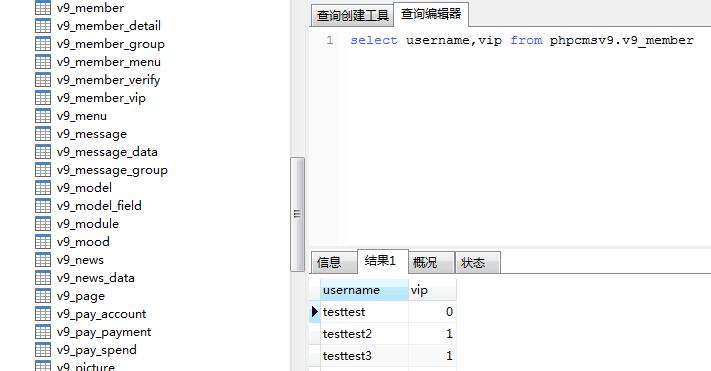 v9_member
v9_member_detail
v9_member_group
v9_member_menu
v9_member_verify
v9_member_vip
v9_menu
v9_message
v9_message_data
v9_message_group
v9_model
v9_model_field
v9_module
v9_mood
v9_news
v9_news_data
v9_page
v9_pay_account
v9_pay_payment
v9_pay_spend
v9_picture
查询创建工具 查询编辑器
1 select username,vip from phpcmsv9.v9_member
信息 结果1 概况 状态
username vip
testtest 0
testtest2 1
testtest3 1